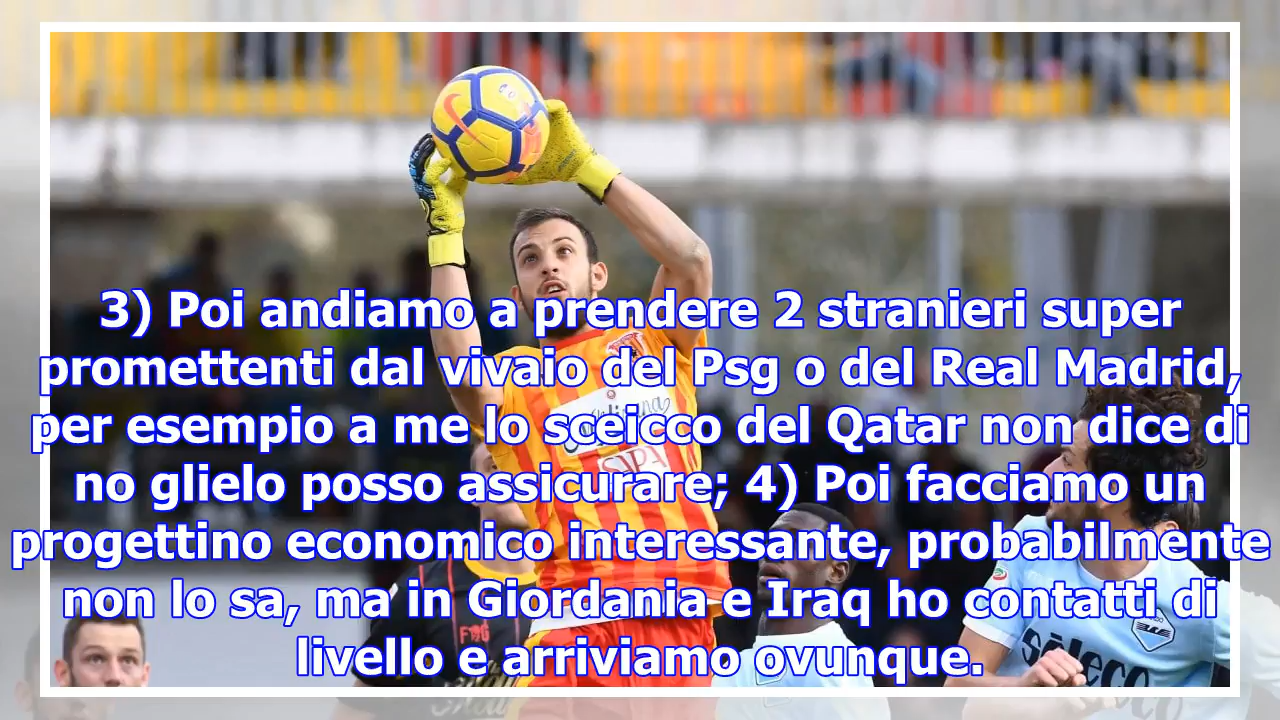 3) Poi andiamo a prendere 2 stranieri super
promettenti dal vivaio del Psg o del Real Madrid,
per esempio a me lo sceicco del Qatar non dice di
no glielo posso assicurare; 4) Poi facciamo un
progettino economico interessante, probabilmente
non lo sa, ma in Giordania e Iraq ho contatti di
livello e arriviamo ovunque.
sèleco